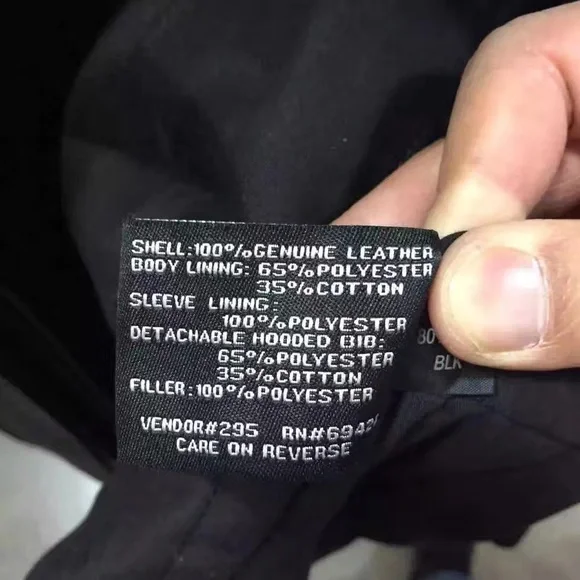 SHELL:100%GENUINE LEATHER
BODY LINING: 65%POLYESTER
35%COTTON
SLEEVE LINING:
100%POLYESTER
DETACHABLE HOODED BIB:
65%POLYESTER
35%COTTON
FILLER:100%POLYESTER
VENDOR#295
CARE ON REVERSE
BLK